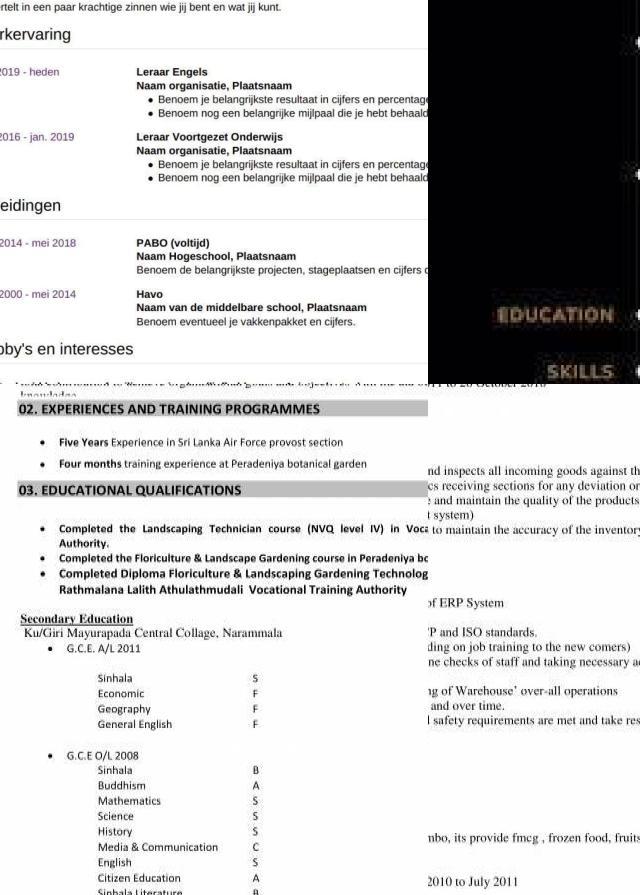 ertelt in een paar krachtige zinnen wie jij bent en wat jij kunt.
rkervaring
2019 - heden
Leraar Engels
Naam organisatie, Plaatsnaam
• Benoem je belangrijkste resultaat in cijfers en percentage
• Benoem nog een belangrijke mijlpaal die je hebt behaald
2016 - jan. 2019
Leraar Voortgezet Onderwijs
Naam organisatie, Plaatsnaam
• Benoem je belangrijkste resultaat in cijfers en percentage
• Benoem nog een belangrijke mijlpaal die je hebt behaald
eidingen
2014 - mei 2018
PABO (voltijd)
Naam Hogeschool, Plaatsnaam
Benoem de belangrijkste projecten, stageplaatsen en cijfers
2000 - mei 2014
Havo
Naam van de middelbare school, Plaatsnaam
Benoem eventueel je vakkenpakket en cijfers.
bby's en interesses
EDUCATION
SKILLS
02. EXPERIENCES AND TRAINING PROGRAMMES
• Five Years Experience in Sri Lanka Air Force provost section
• Four months training experience at Peradeniya botanical garden
03. EDUCATIONAL QUALIFICATIONS
• Completed the Landscaping Technician course (NVQ level IV) in Voca
Authority.
• Completed the Floriculture & Landscape Gardening course in Peradeniya bo
• Completed Diploma Floriculture & Landscaping Gardening Technolog
Rathmalana Lalith Athulathmudali Vocational Training Authority
Secondary Education
Ku/Giri Mayurapada Central Collage, Narammala
• G.C.E. A/L 2011
Sinhala S
Economic F
Geography F
General English F
• G.C.E O/L 2008
Sinhala B
Buddhism A
Mathematics S
Science S
History S
Media & Communication C
English S
Citizen Education A
Sinhala Literature B
nd inspects all incoming goods against th
cs receiving sections for any deviation or
and maintain the quality of the products
t system)
to maintain the accuracy of the inventory
of ERP System
P and ISO standards.
ding on job training to the new comers)
ne checks of staff and taking necessary a
ng of Warehouse' over-all operations
and over time.
safety requirements are met and take res
mbo, its provide fmcg , frozen food, fruits
2010 to July 2011